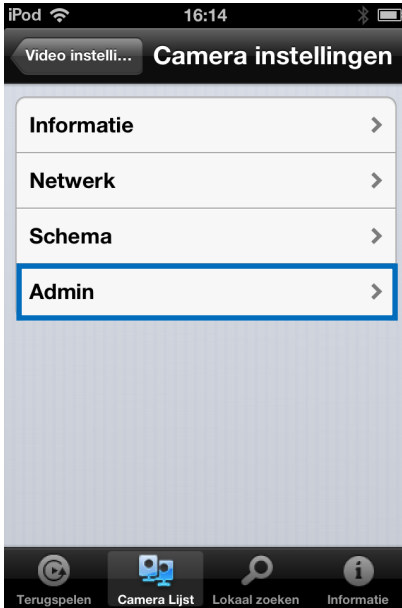 iPod 16:14
Video instelli... Camera instellingen
Informatie
Netwerk
Schema
Admin
Terugspelen Camera Lijst Lokaal zoeken Informatie